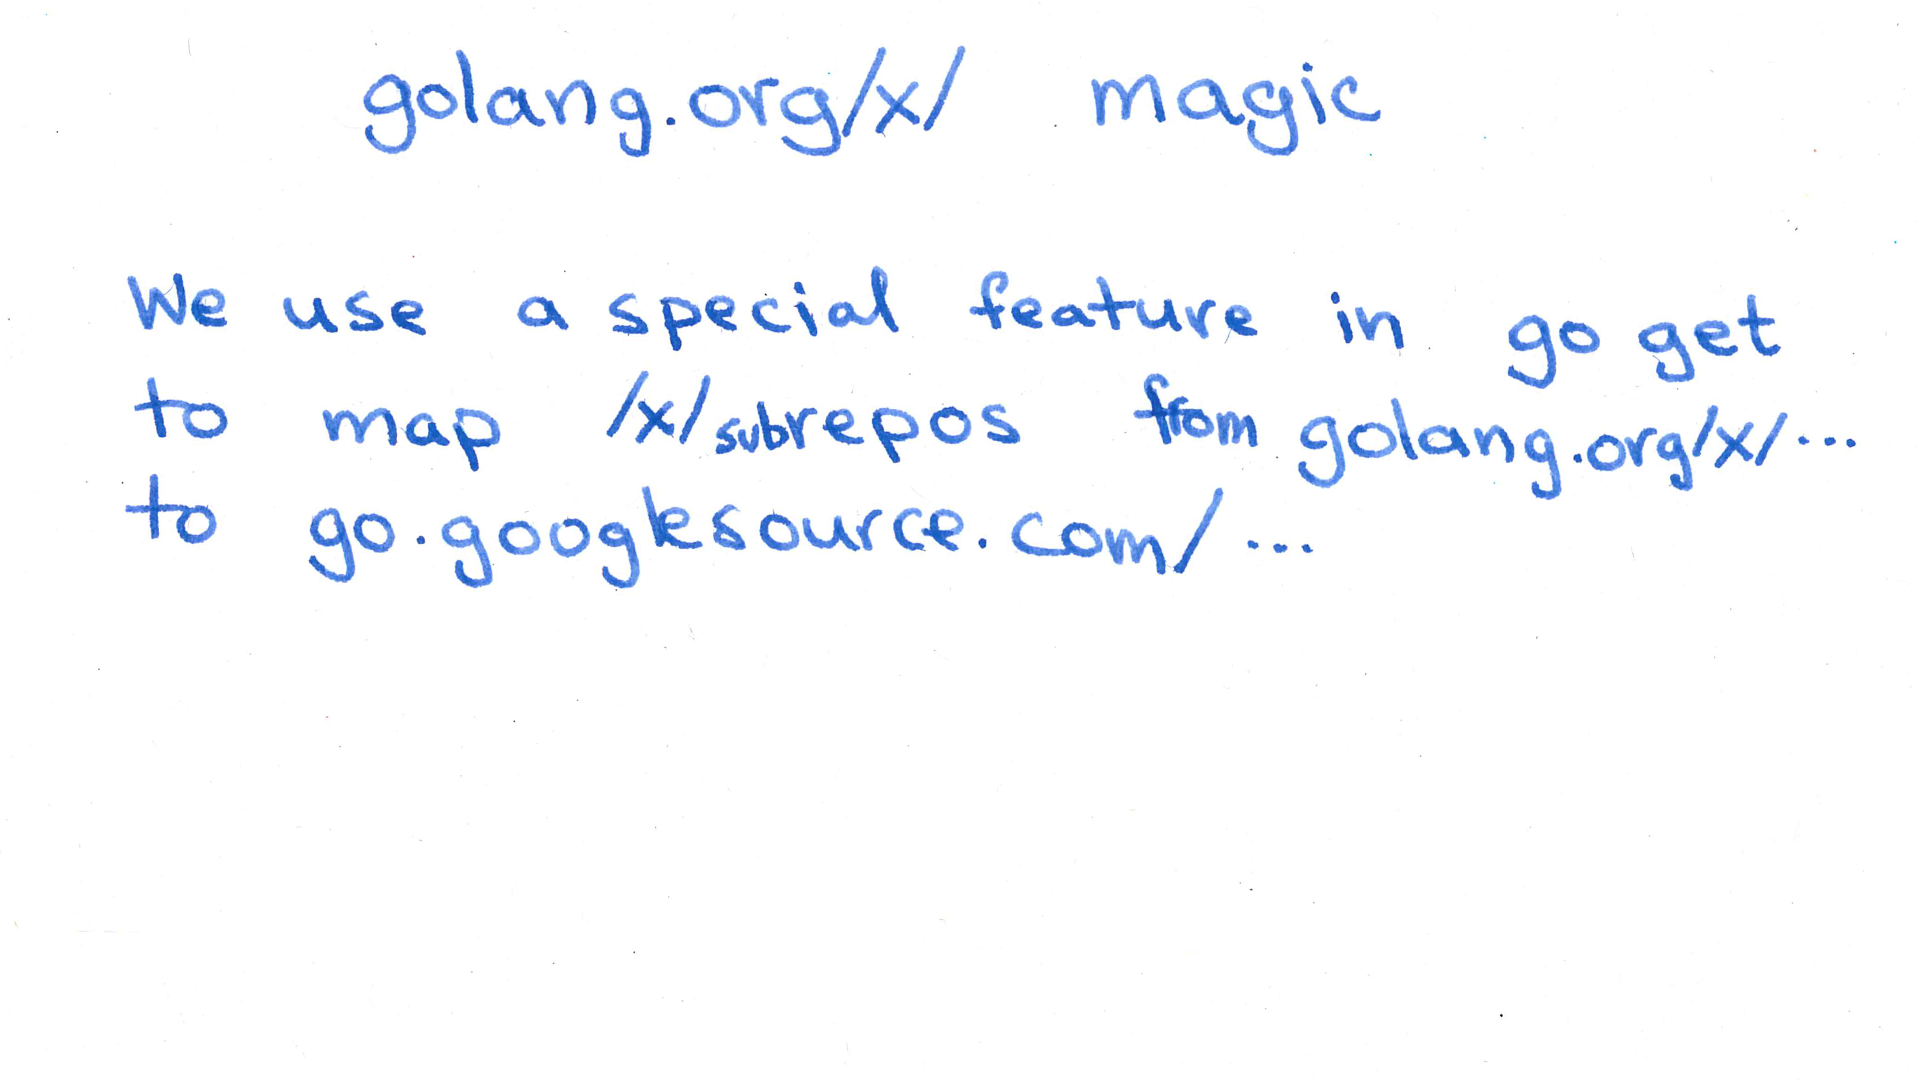 golang.org/x/ magic
We use a special feature in go get
to map /x/subrepos from golang.org/x/...
to go.googlesource.com/...